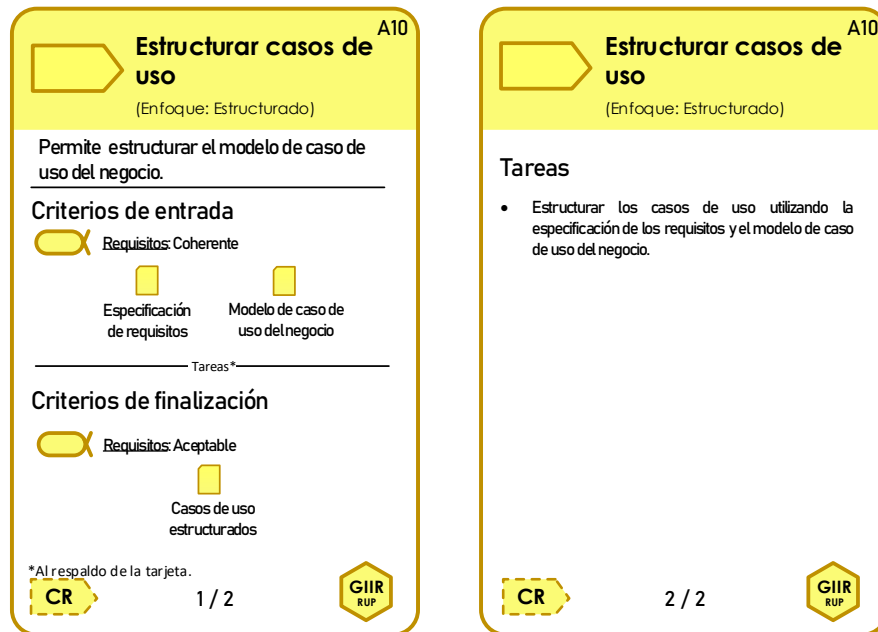 A10
Estructurar casos de
uso
(Enfoque: Estructurado)
Permite estructurar el modelo de caso de
uso del negocio.
Criterios de entrada
Requisitos: Coherente
Especificación
de requisitos
Modelo de caso de
uso del negocio
Tareas*
Criterios de finalización
Requisitos: Aceptable
Casos de uso
estructurados
*Al respaldo de la tarjeta.
CR
1 / 2
GIIR
RUP
A10
Estructurar casos de
uso
(Enfoque: Estructurado)
Tareas
• Estructurar los casos de uso utilizando la
especificación de los requisitos y el modelo de caso
de uso del negocio.
CR
2 / 2
GIIR
RUP